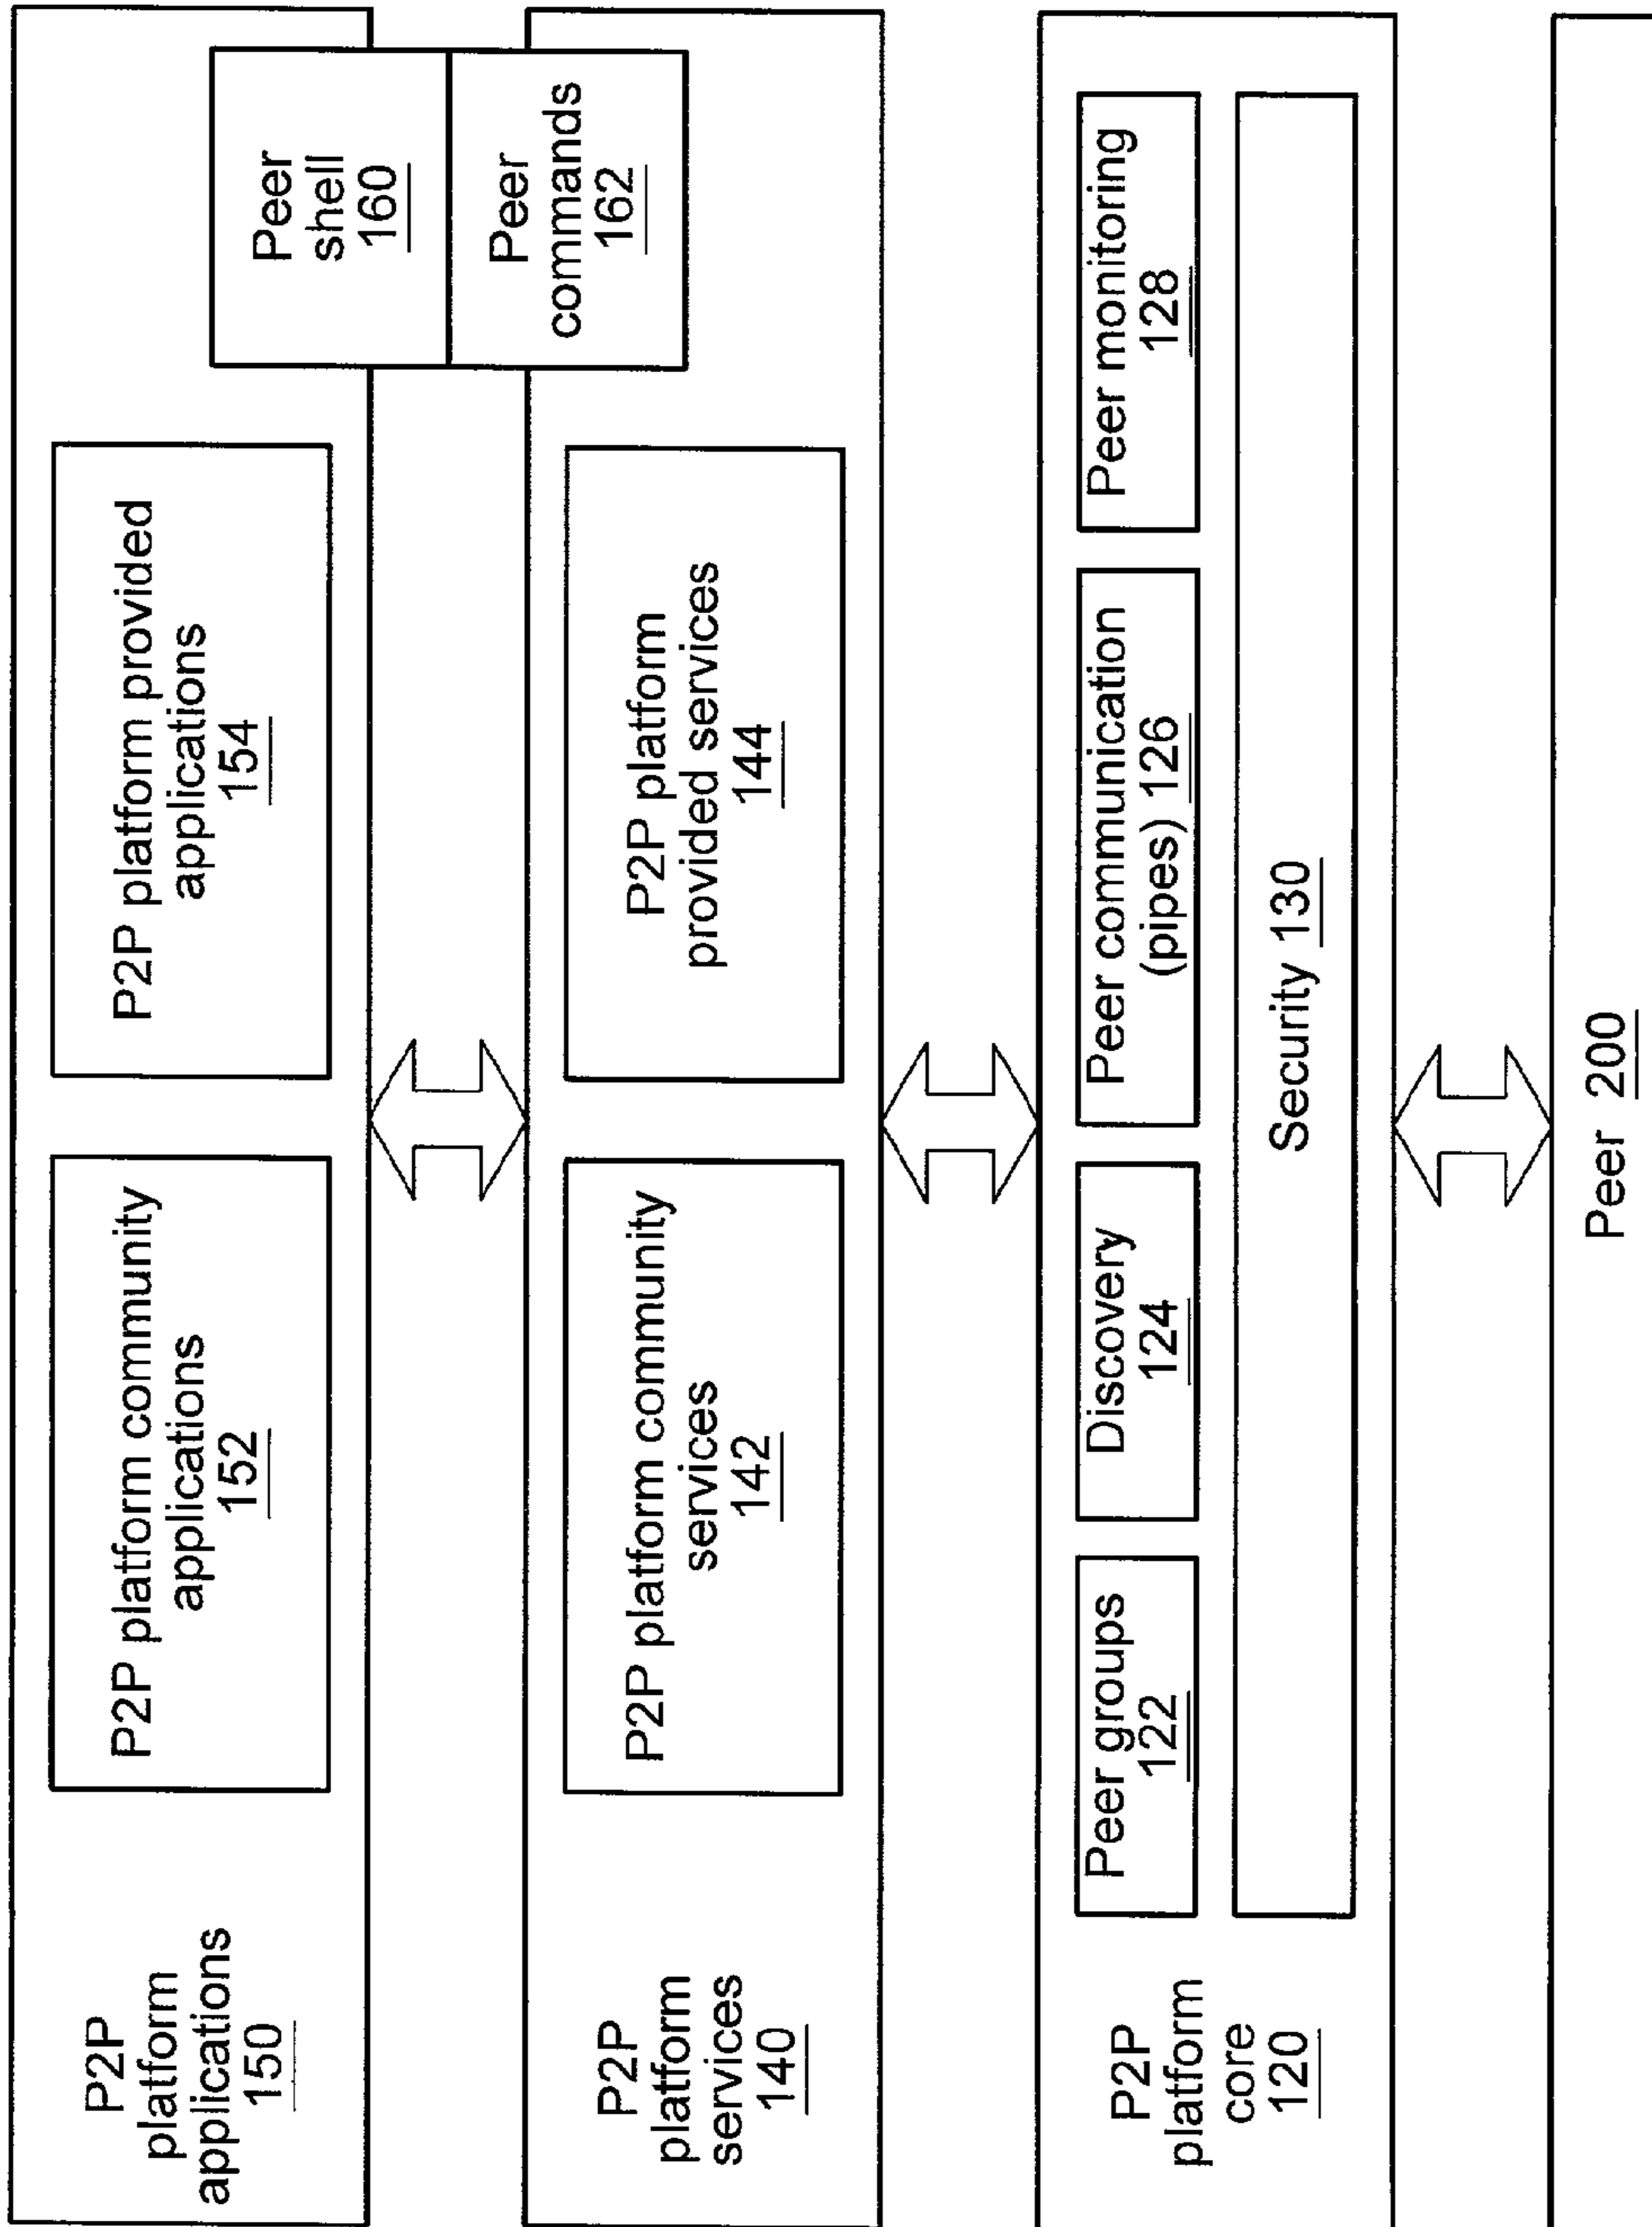 P2P
platform
applications
150
P2P platform community
applications
152
P2P platform provided
applications
154
Peer
shell
160
Peer
commands
162
P2P
platform
services
140
P2P platform community
services
142
P2P platform
provided services
144
P2P
platform
core
120
Peer groups
122
Discovery
124
Peer communication
(pipes) 126
Peer monitoring
128
Security 130
Peer 200